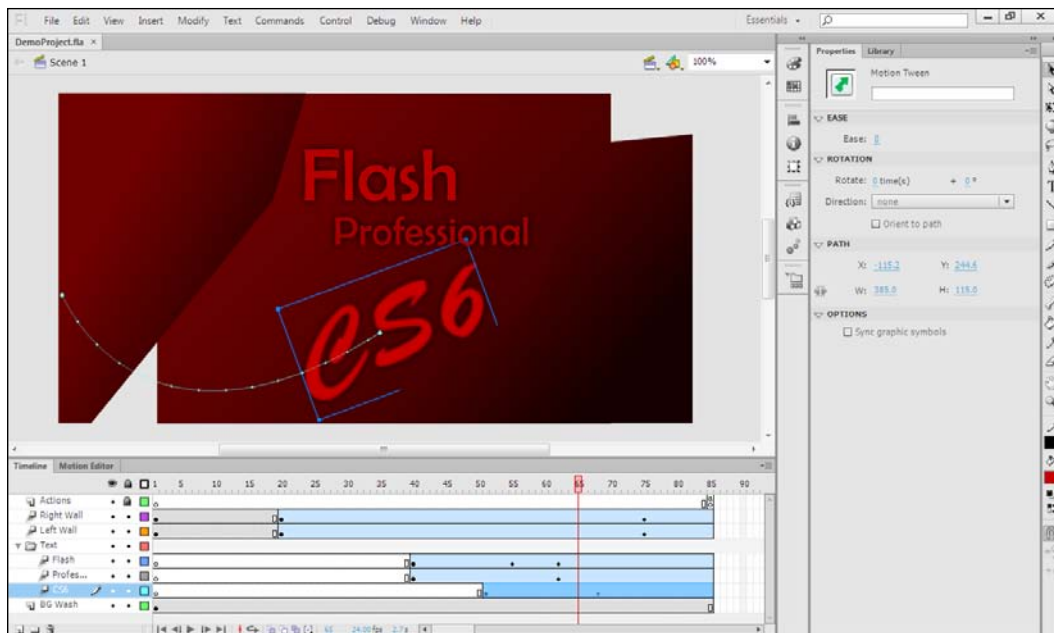 Fl File Edit View Insert Modify Text Commands Control Debug Window Help Essentials
DemoProject.fla ×
Scene 1 100%
Flash
Professional
CS6
Properties Library
Motion Tween
EASE
Ease: 0
ROTATION
Rotate: 0 time(s) + 0 °
Direction: none
Orient to path
PATH
X: -115.2 Y: 244.6
W: 385.0 H: 115.0
OPTIONS
Sync graphic symbols
Timeline Motion Editor
1 5 10 15 20 25 30 35 40 45 50 55 60 65 70 75 80 85 90
Actions
Right Wall
Left Wall
Text
Flash
Profes...
CS6
BG Wash
65 24.00 fps 2.7 s